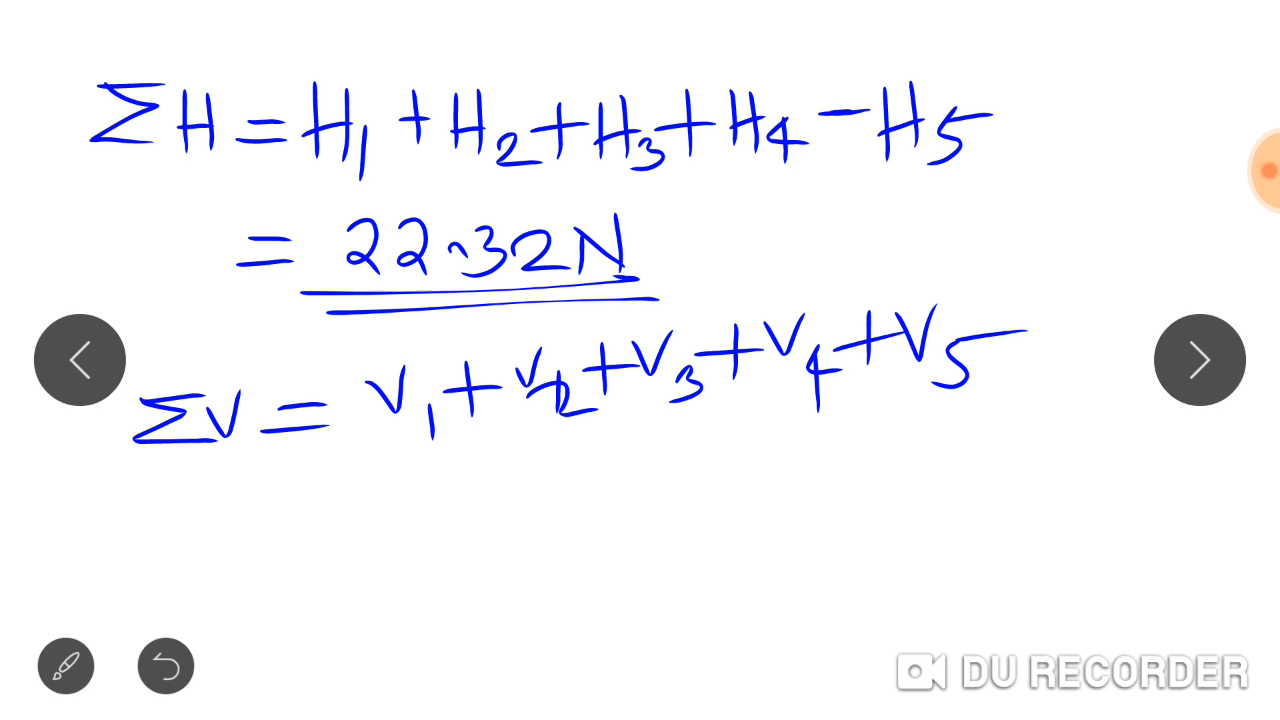 ΣH = H₁ + H₂ + H₃ + H₄ - H₅
= 22.32N
ΣV = V₁ + V₂ + V₃ + V₄ + V₅
DU RECORDER